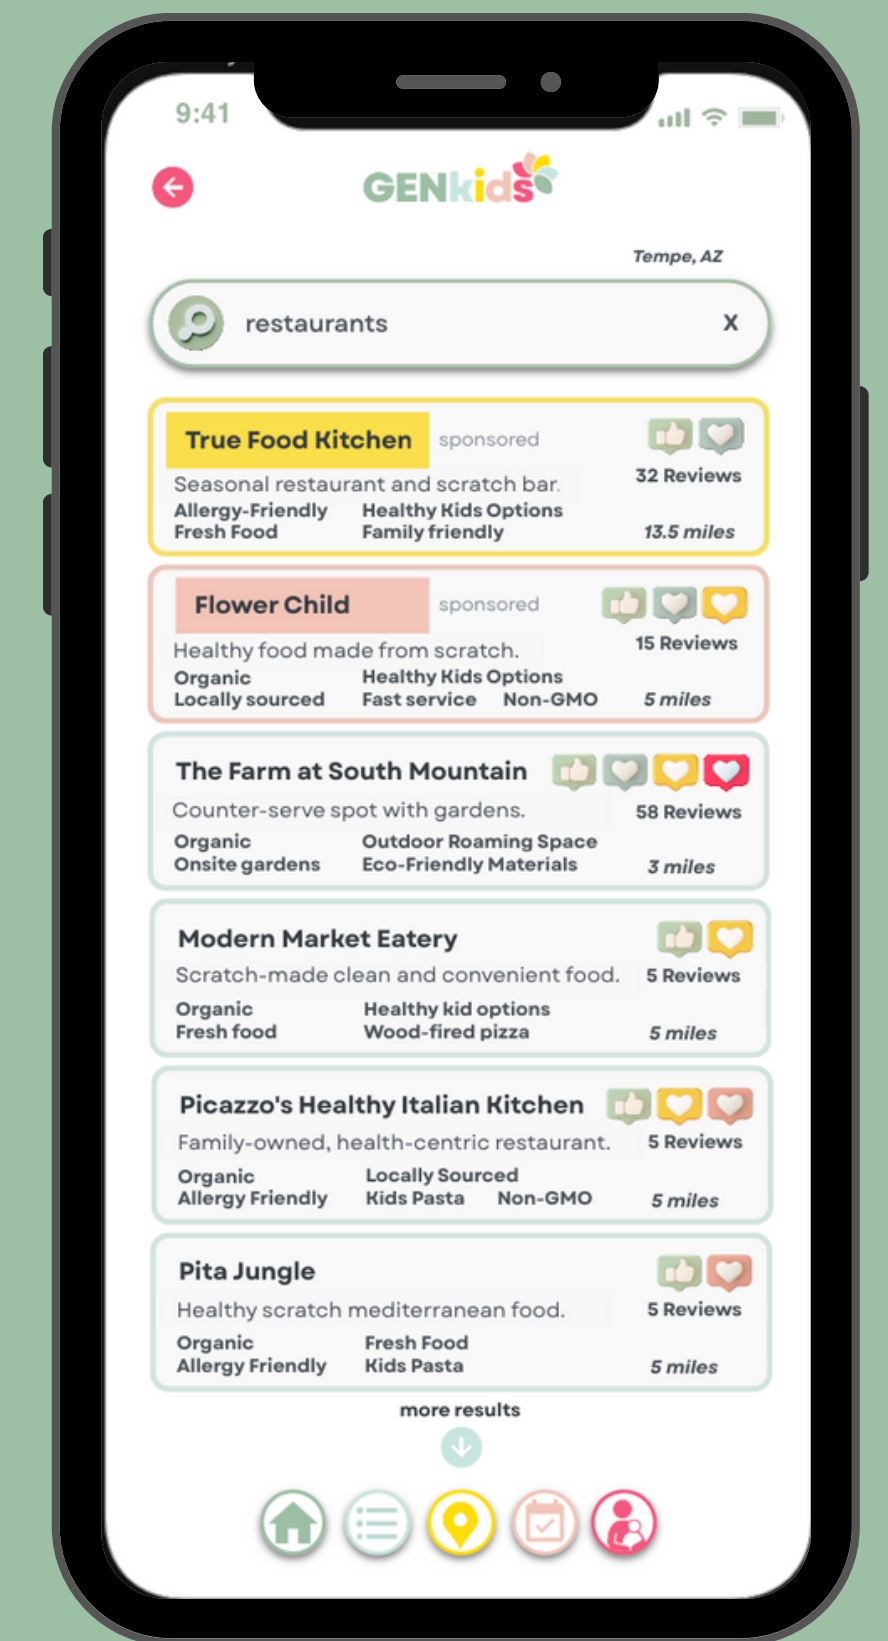 9:41
GENkids
Tempe, AZ
restaurants X
True Food Kitchen sponsored
Seasonal restaurant and scratch bar.
32 Reviews
Allergy-Friendly Healthy Kids Options
Fresh Food Family friendly 13.5 miles
Flower Child sponsored
Healthy food made from scratch.
15 Reviews
Organic Healthy Kids Options
Locally sourced Fast service Non-GMO 5 miles
The Farm at South Mountain
Counter-serve spot with gardens. 58 Reviews
Organic Outdoor Roaming Space
Onsite gardens Eco-Friendly Materials 3 miles
Modern Market Eatery
Scratch-made clean and convenient food. 5 Reviews
Organic Healthy kid options
Fresh food Wood-fired pizza 5 miles
Picazzo's Healthy Italian Kitchen
Family-owned, health-centric restaurant. 5 Reviews
Organic Locally Sourced
Allergy Friendly Kids Pasta Non-GMO 5 miles
Pita Jungle
Healthy scratch mediterranean food. 5 Reviews
Organic Fresh Food
Allergy Friendly Kids Pasta 5 miles
more results